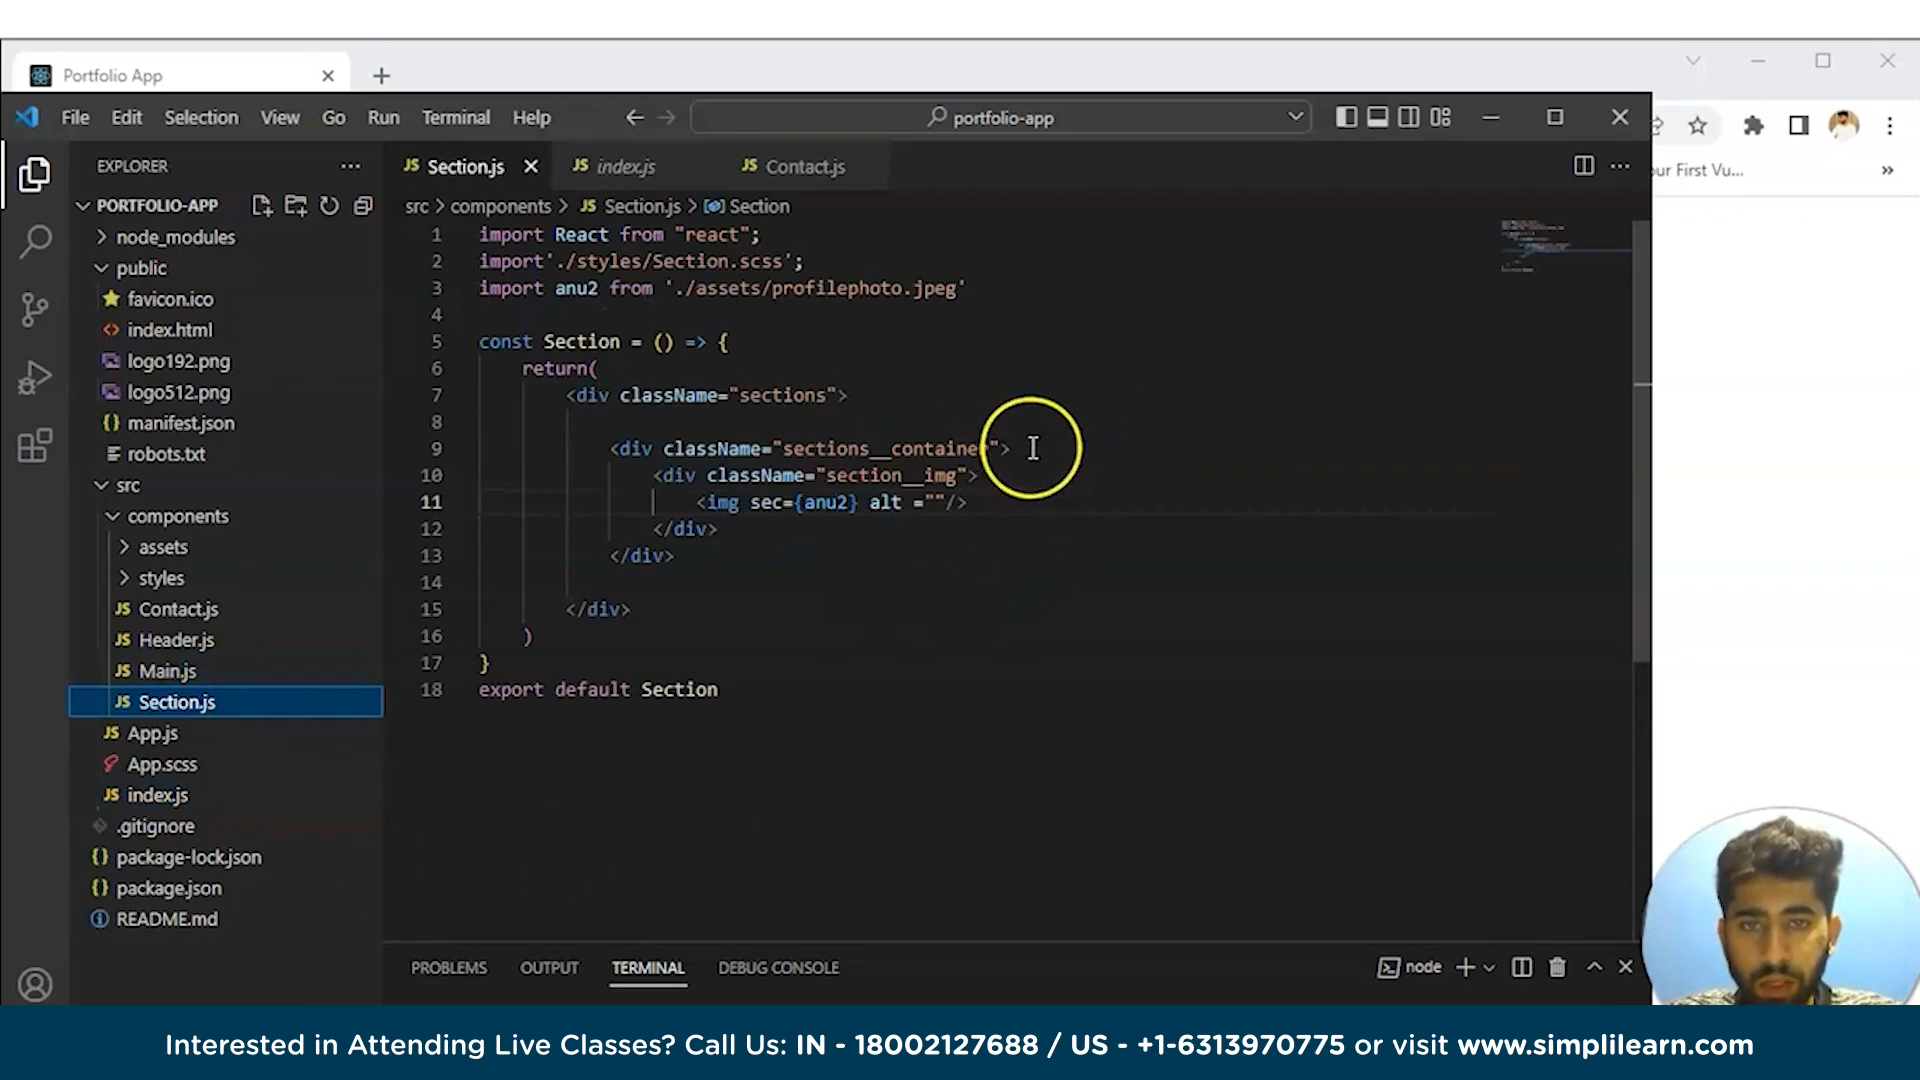 Portfolio App
File Edit Selection View Go Run Terminal Help
portfolio-app
ur First Vu...
EXPLORER
Section.js
index.js
Contact.js
PORTFOLIO-APP
src > components > JS Section.js > Section
node_modules
public
favicon.ico
index.html
logo192.png
logo512.png
manifest.json
robots.txt
src
components
assets
styles
JS Contact.js
JS Header.js
JS Main.js
JS Section.js
JS App.js
App.scss
JS index.js
.gitignore
package-lock.json
package.json
README.md
1 import React from "react";
2 import'./styles/Section.scss';
3 import anu2 from './assets/profilephoto.jpeg'
4
5 const Section = () => {
6 return(
7 <div className="sections">
8
9 <div className="sections__container">
10 <div className="section__img">
11 <img sec={anu2} alt =""/>
12 </div>
13 </div>
14
15 </div>
16 )
17 }
18 export default Section
PROBLEMS OUTPUT TERMINAL DEBUG CONSOLE
node
Interested in Attending Live Classes? Call Us: IN - 18002127688 / US - +1-6313970775 or visit www.simplilearn.com